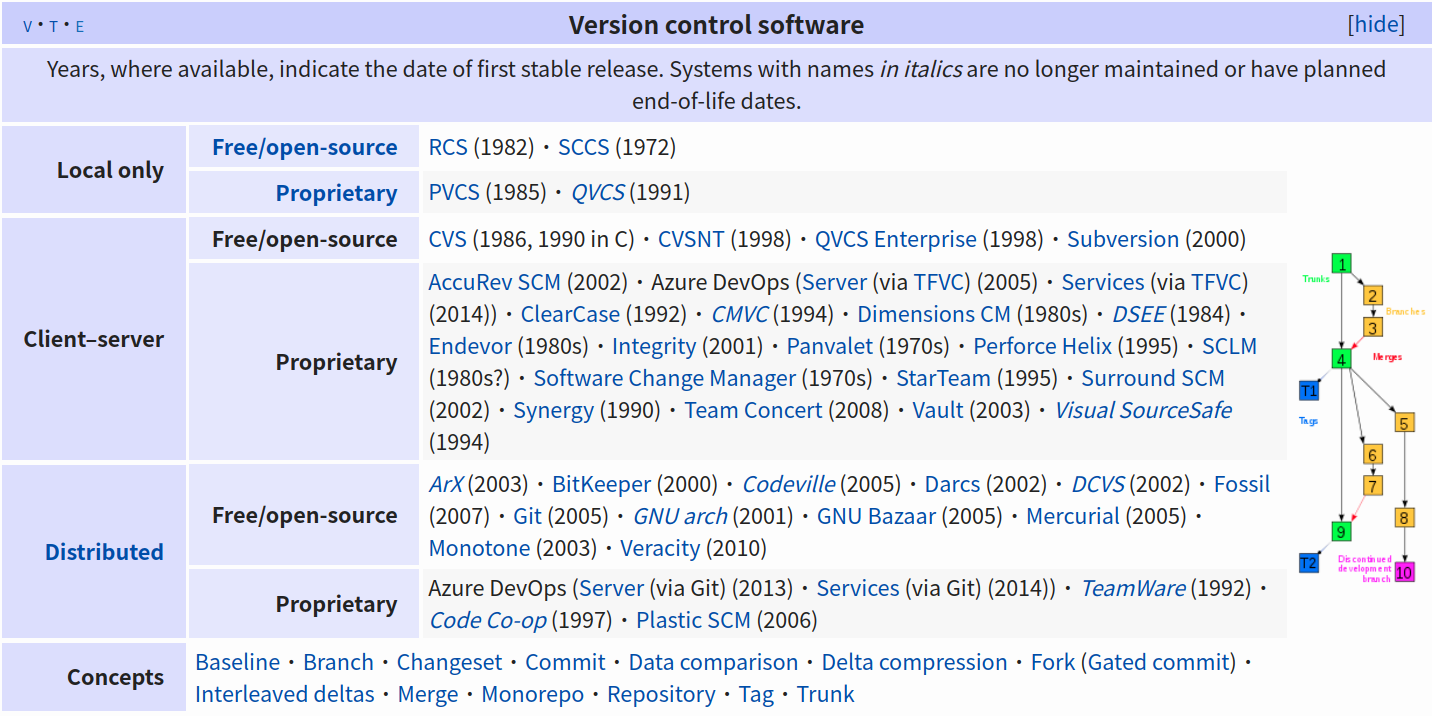 V • T • E
Version control software
[hide]
Years, where available, indicate the date of first stable release. Systems with names in italics are no longer maintained or have planned
end-of-life dates.
Local only
Free/open-source
RCS (1982) • SCCS (1972)
Proprietary
PVCS (1985) • QVCS (1991)
Client–server
Free/open-source
CVS (1986, 1990 in C) • CVSNT (1998) • QVCS Enterprise (1998) • Subversion (2000)
Proprietary
AccuRev SCM (2002) • Azure DevOps (Server (via TFVC) (2005) • Services (via TFVC)
(2014)) • ClearCase (1992) • CMVC (1994) • Dimensions CM (1980s) • DSEE (1984) •
Endevor (1980s) • Integrity (2001) • Panvalet (1970s) • Perforce Helix (1995) • SCLM
(1980s?) • Software Change Manager (1970s) • StarTeam (1995) • Surround SCM
(2002) • Synergy (1990) • Team Concert (2008) • Vault (2003) • Visual SourceSafe
(1994)
Distributed
Free/open-source
ArX (2003) • BitKeeper (2000) • Codeville (2005) • Darcs (2002) • DCVS (2002) • Fossil
(2007) • Git (2005) • GNU arch (2001) • GNU Bazaar (2005) • Mercurial (2005) •
Monotone (2003) • Veracity (2010)
Proprietary
Azure DevOps (Server (via Git) (2013) • Services (via Git) (2014)) • TeamWare (1992) •
Code Co-op (1997) • Plastic SCM (2006)
Concepts
Baseline • Branch • Changeset • Commit • Data comparison • Delta compression • Fork (Gated commit) •
Interleaved deltas • Merge • Monorepo • Repository • Tag • Trunk
1
Trunks
2
Branches
3
Merges
4
T1
Tags
5
6
7
8
9
T2
Discontinued
development
branch
10